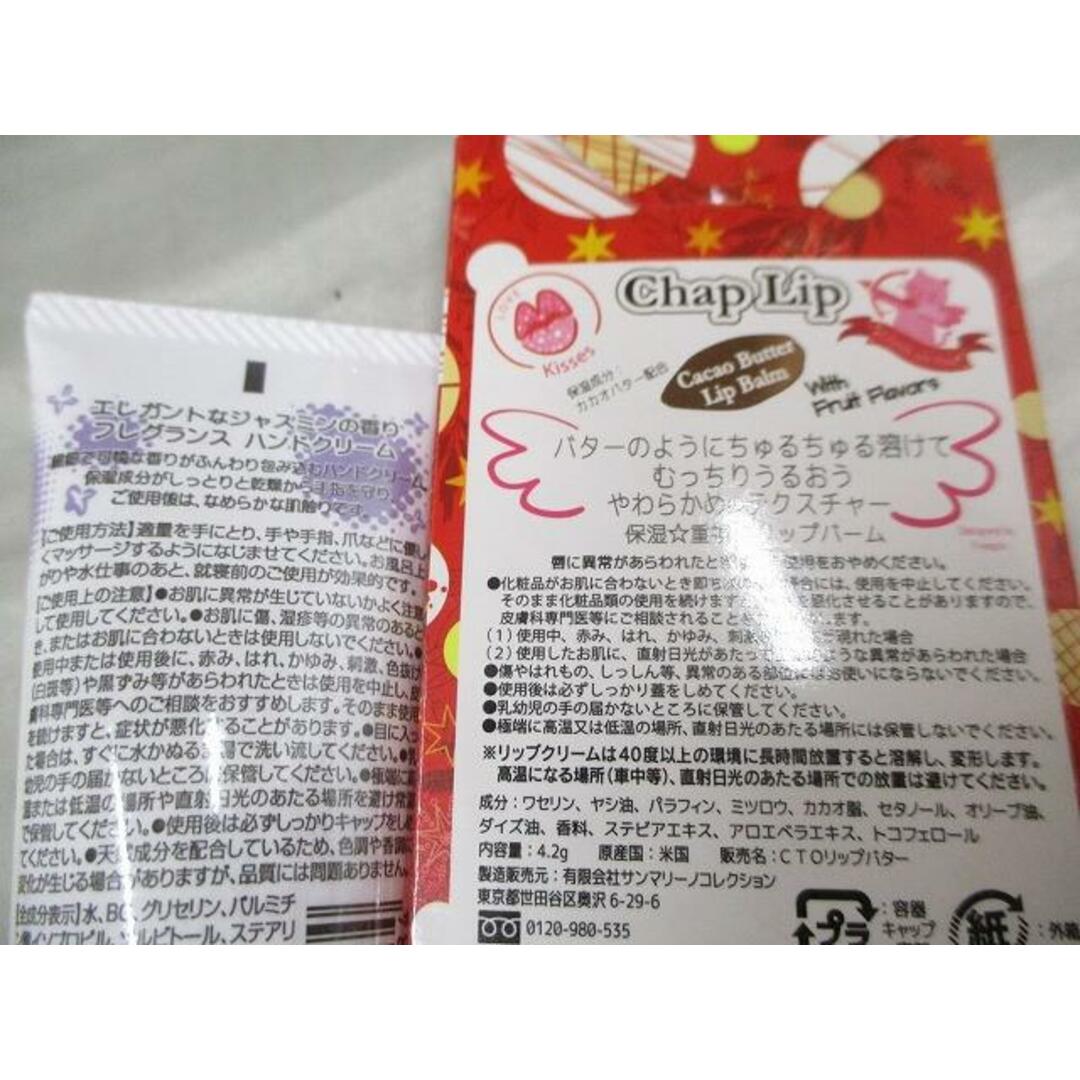 エレガントなジャスミンの香り
フレグランス ハンドクリーム
繊細で可憐な香りがふんわり包み込むハンドクリーム
保湿成分がしっとりと乾燥から手指を守り
ご使用後は、なめらかな肌触りです
【ご使用方法】適量を手にとり、手や手指、爪などに優し
くマッサージするようになじませてください。お風呂上
がりや水仕事のあと、就寝前のご使用が効果的です。
【ご使用上の注意】●お肌に異常が生じていないかよく注意
して使用してください。●お肌に傷、湿疹等の異常のあると
き、またはお肌に合わないときは使用しないでください。●
使用中または使用後に、赤み、はれ、かゆみ、刺激、色抜け
(白斑等)や黒ずみ等があらわれたときは使用を中止し、皮
膚科専門医等へのご相談をおすすめします。そのまま使用
を続けますと、症状が悪化することがあります。●目に入っ
た場合は、すぐに水かぬるま湯で洗い流してください。●
幼児の手の届かないところに保管してください。●極端に高
温または低温の場所や直射日光のあたる場所を避け常温
で保管してください。●使用後は必ずしっかりキャップをしめ
てください。●天然成分を配合しているため、色調や香調に
変化が生じる場合がありますが、品質には問題ありません。
【全成分表示】水、BG、グリセリン、パルミチ
イソプロピル、ソルビトール、ステアリ
Chap Lip
LOVE
Kisses
保湿成分:
カカオバター配合
Cacao Butter
Lip Balm
With
Fruit Flavors
バターのようにちゅるちゅる溶けて
むっちりうるおう
やわらかめ テクスチャー
保湿☆重 リップバーム
唇に異常があらわれたと 使用をおやめください。
●化粧品がお肌に合わないとき即ち 場合には、使用を中止してください。
そのまま化粧品類の使用を続けます 悪化させることがありますので
皮膚科専門医等にご相談されること します。
(1)使用中、赤み、はれ、かゆみ、刺激 現れた場合
(2)使用したお肌に、直射日光があたって ような異常があらわれた場合
●傷やはれもの、しっしん等、異常のある部位にはお使いにならないでください。
●使用後は必ずしっかり蓋をしめてください。
●乳幼児の手の届かないところに保管してください。
●極端に高温又は低温の場所、直射日光のあたる場所には保管しないでください。
※リップクリームは40度以上の環境に長時間放置すると溶解し、変形します。
高温になる場所(車中等)、直射日光のあたる場所での放置は避けてください。
成分:ワセリン、ヤシ油、パラフィン、ミツロウ、カカオ脂、セタノール、オリーブ油、
ダイズ油、香料、ステビアエキス、アロエベラエキス、トコフェロール
内容量:4.2g 原産国:米国 販売名:CTOリップバター
製造販売元:有限会社サンマリーノコレクション
東京都世田谷区奥沢6-29-6
0120-980-535
プラ
:容器
キャップ
紙
:外箱